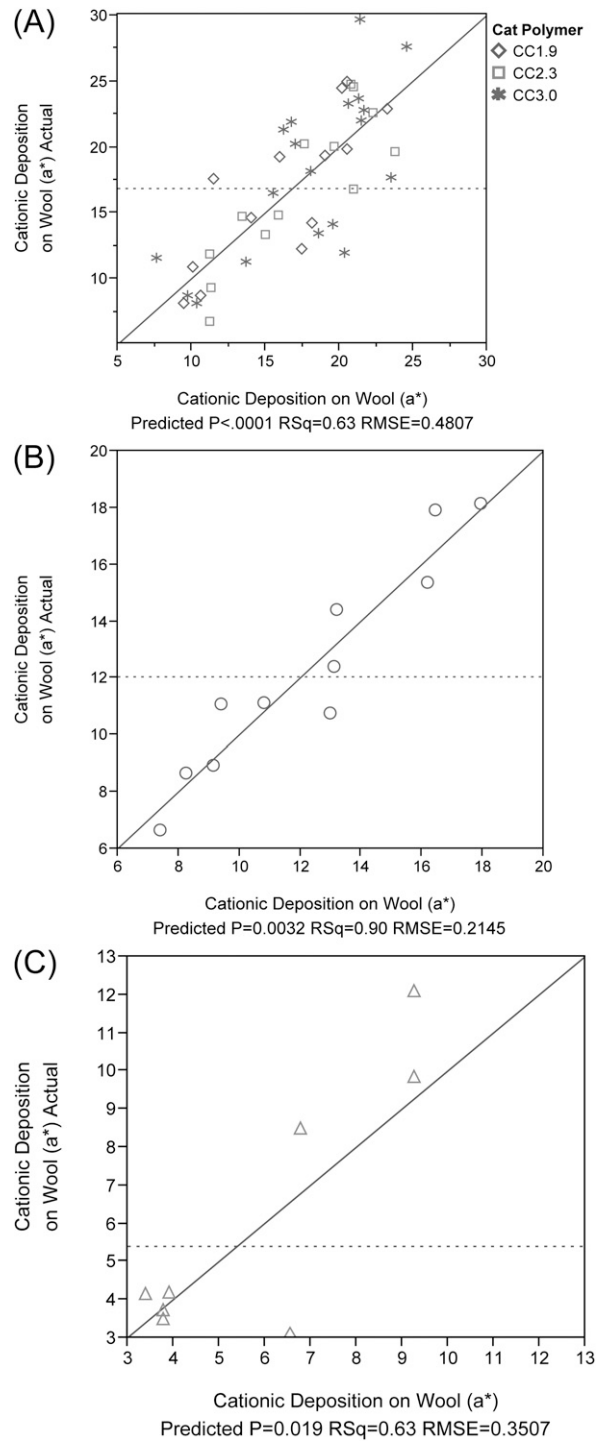 (A)
Cationic Deposition
on Wool (a*) Actual
30
25
20
15
10
5
10
15
20
25
30
Cat Polymer
CC1.9
CC2.3
CC3.0
Cationic Deposition on Wool (a*)
Predicted P<.0001 RSq=0.63 RMSE=0.4807
(B)
Cationic Deposition
on Wool (a*) Actual
20
18
16
14
12
10
8
6
6
8
10
12
14
16
18
20
Cationic Deposition on Wool (a*)
Predicted P=0.0032 RSq=0.90 RMSE=0.2145
(C)
Cationic Deposition
on Wool (a*) Actual
13
12
11
10
9
8
7
6
5
4
3
3
4
5
6
7
8
9
10
11
12
13
Cationic Deposition on Wool (a*)
Predicted P=0.019 RSq=0.63 RMSE=0.3507